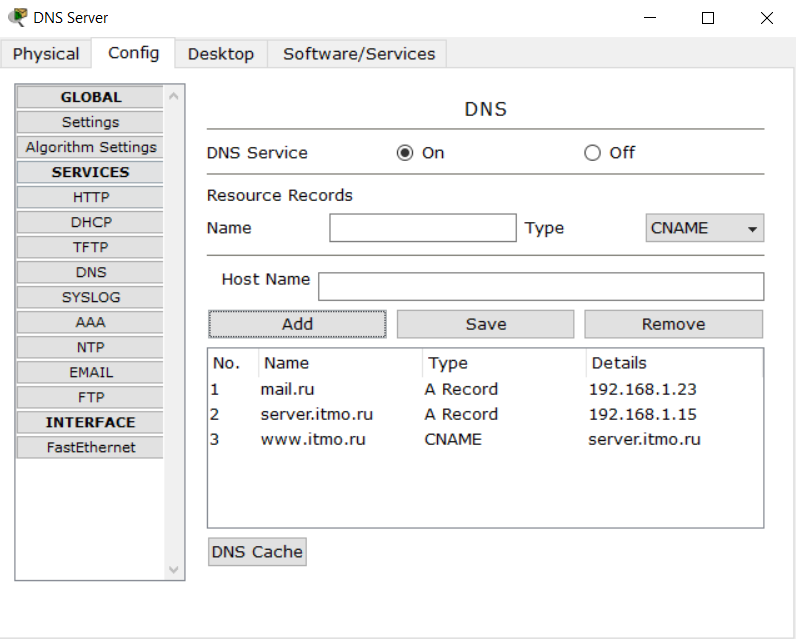 DNS Server
Physical Config Desktop Software/Services
GLOBAL
Settings
Algorithm Settings
SERVICES
HTTP
DHCP
TFTP
DNS
SYSLOG
AAA
NTP
EMAIL
FTP
INTERFACE
FastEthernet
DNS
DNS Service On Off
Resource Records
Name Type CNAME
Host Name
Add Save Remove
No. Name Type Details
1 mail.ru A Record 192.168.1.23
2 server.itmo.ru A Record 192.168.1.15
3 www.itmo.ru CNAME server.itmo.ru
DNS Cache